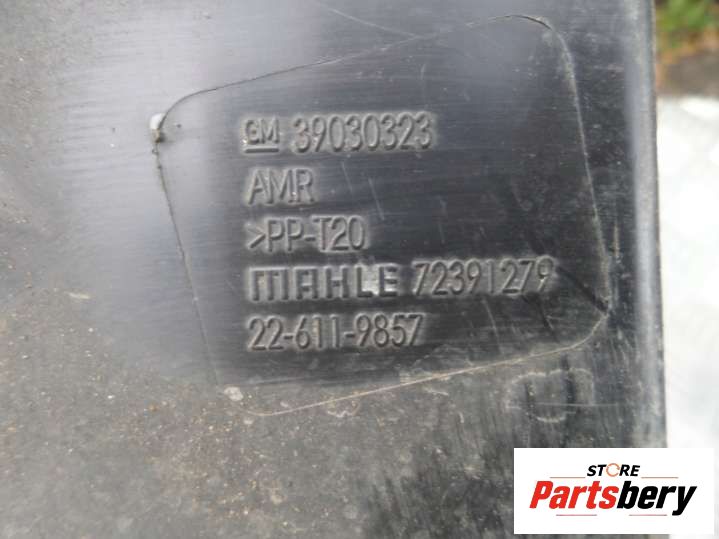 GM 39030323
AMR
>PP-T20
MAHLE 72391279
22-611-9857
STORE
Partsbery